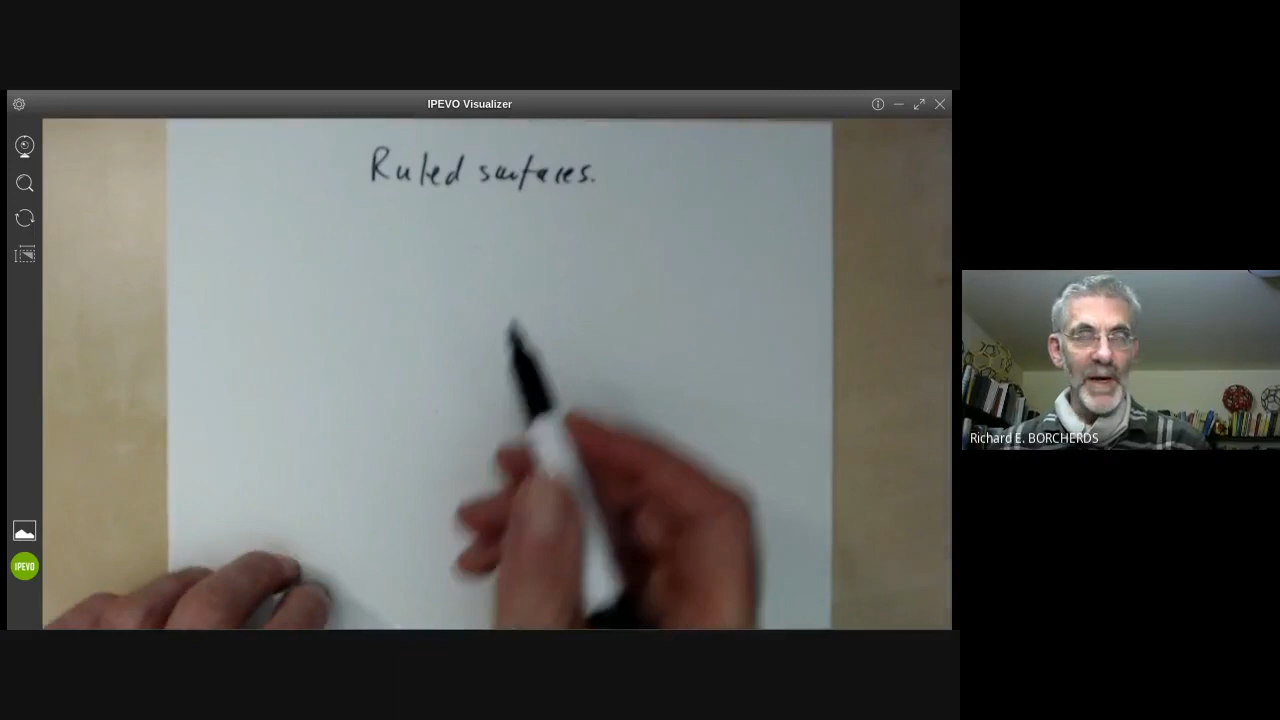 IPEVO Visualizer
Ruled surfaces.
Richard E. BORCHERDS
IPEVO